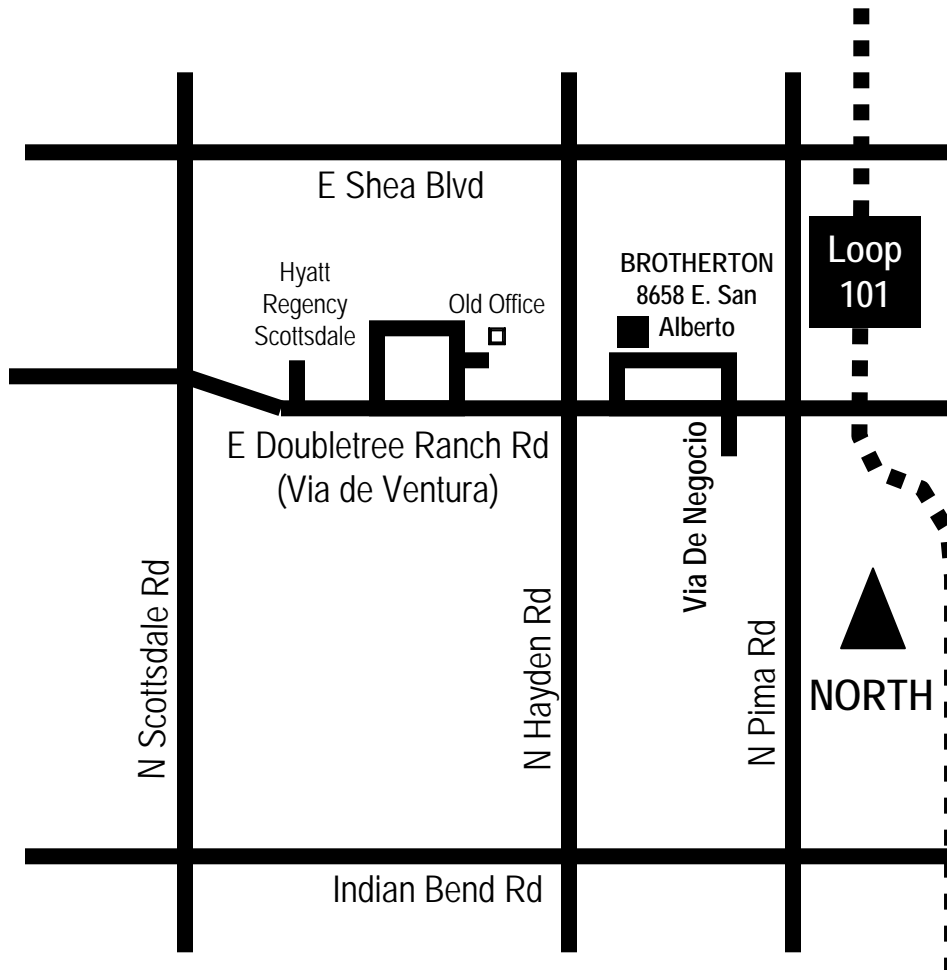 E Shea Blvd
Loop
101
BROTHERTON
8658 E. San
Alberto
Hyatt
Regency
Scottsdale
Old Office
E Doubletree Ranch Rd
(Via de Ventura)
Via De Negocio
N Scottsdale Rd
N Hayden Rd
N Pima Rd
NORTH
Indian Bend Rd